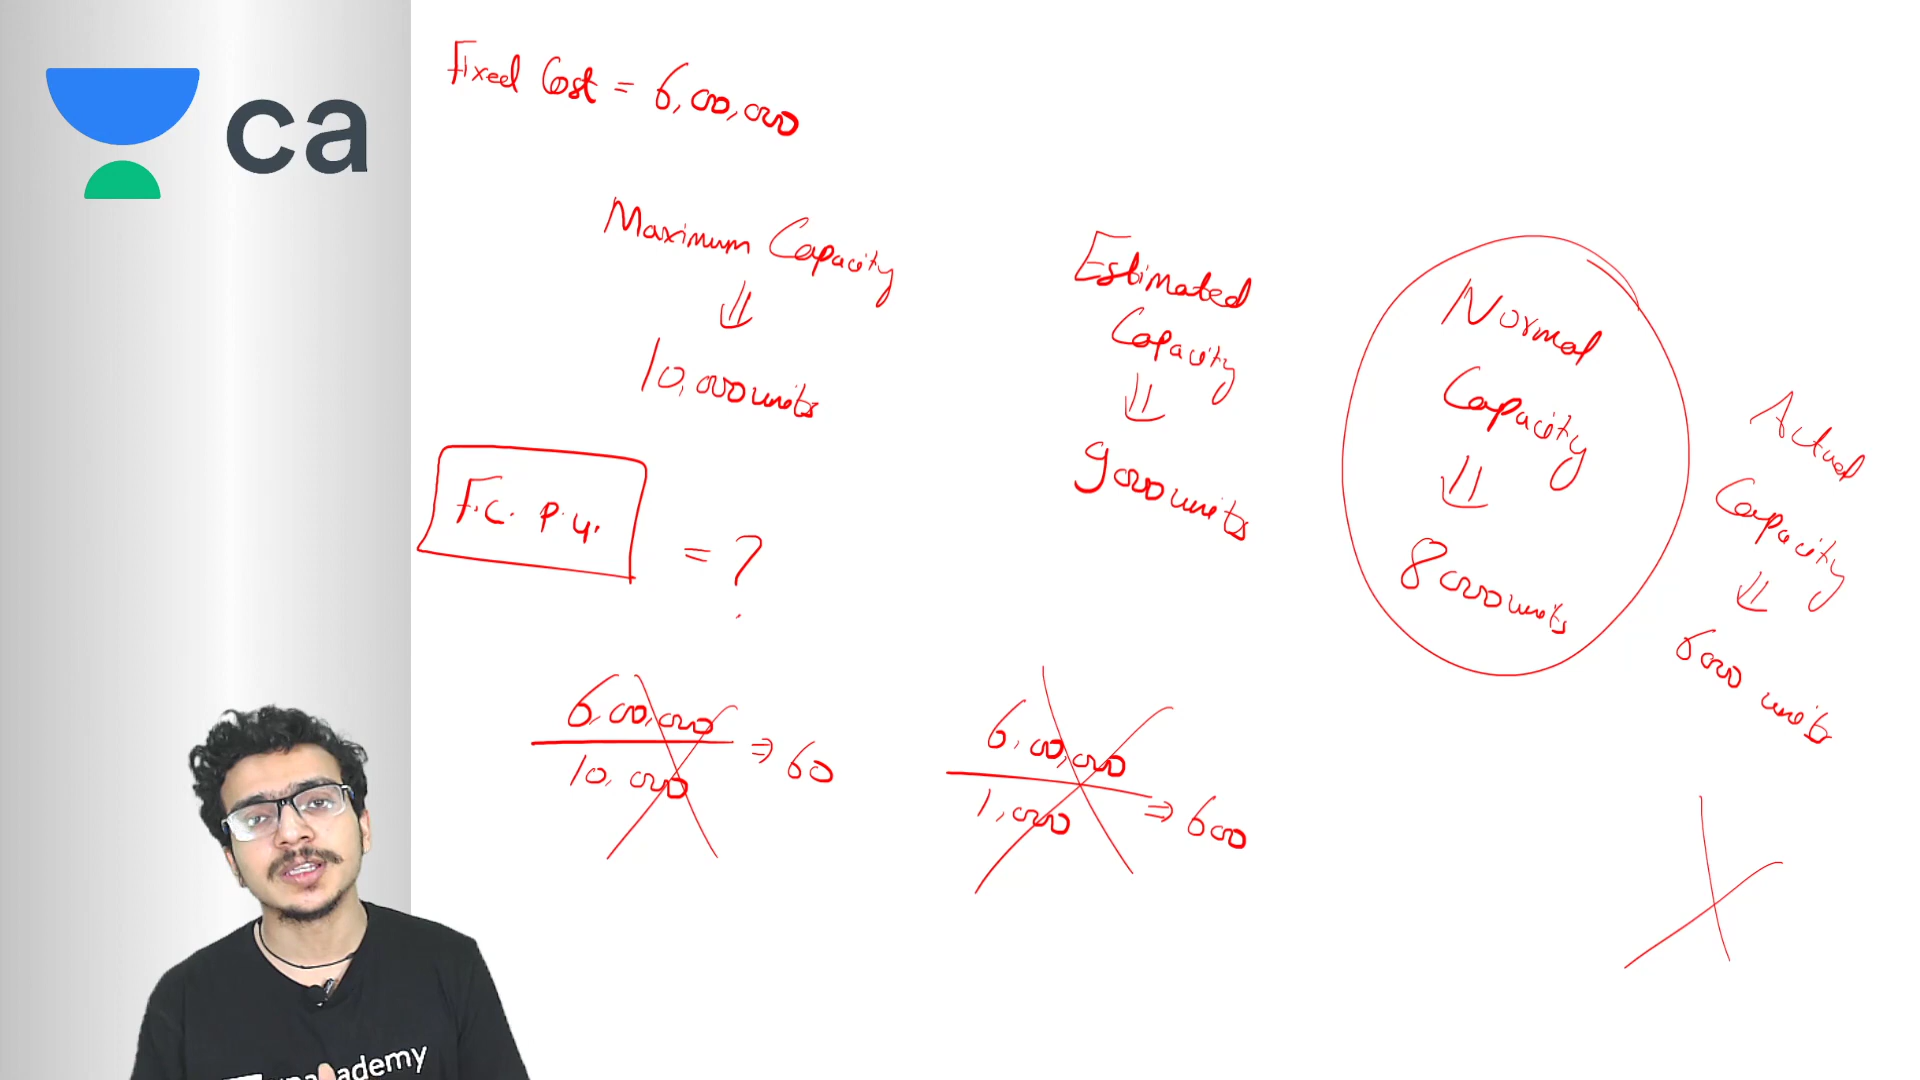 ca
Fixed Cost = 6,00,000
Maximum Capacity
⇓
10,000 units
Estimated
Capacity
⇓
9000 units
Normal
Capacity
⇓
8000 units
Actual
Capacity
⇓
6000 units
F.C. P.U. = ?
6,00,000
10,000
⇒ 60
6,00,000
1,000
⇒ 600
academy